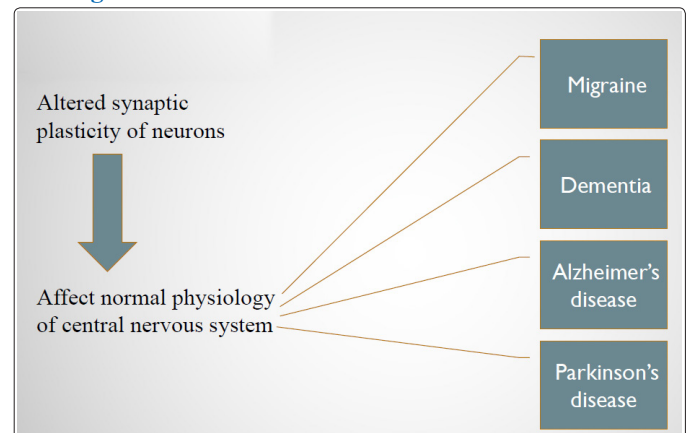 Altered synaptic
plasticity of neurons
Affect normal physiology
of central nervous system
Migraine
Dementia
Alzheimer's
disease
Parkinson's
disease